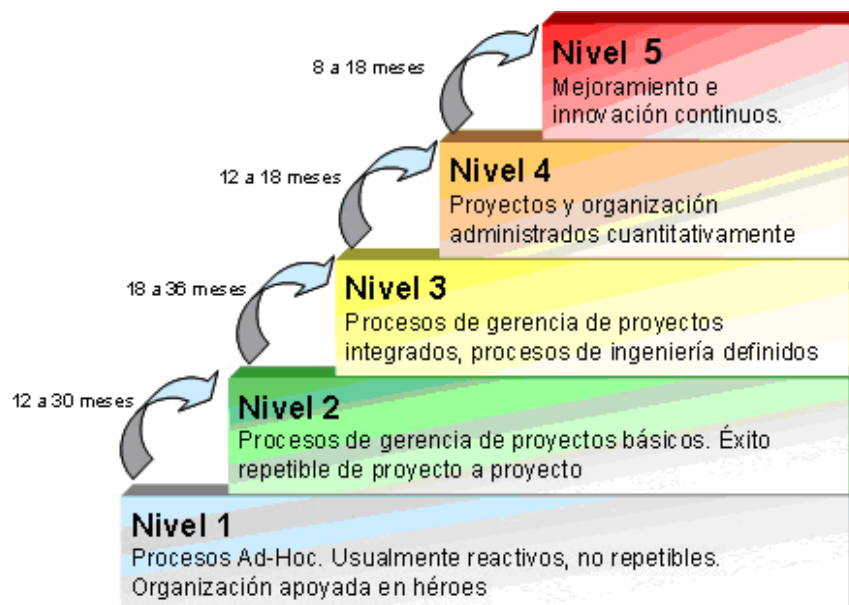 8 a 18 meses
Nivel 5
Mejoramiento e
innovación continuos.
12 a 18 meses
Nivel 4
Proyectos y organización
administrados cuantitativamente
18 a 36 meses
Nivel 3
Procesos de gerencia de proyectos
integrados, procesos de ingeniería definidos
12 a 30 meses
Nivel 2
Procesos de gerencia de proyectos básicos. Éxito
repetible de proyecto a proyecto
Nivel 1
Procesos Ad-Hoc. Usualmente reactivos, no repetibles.
Organización apoyada en héroes